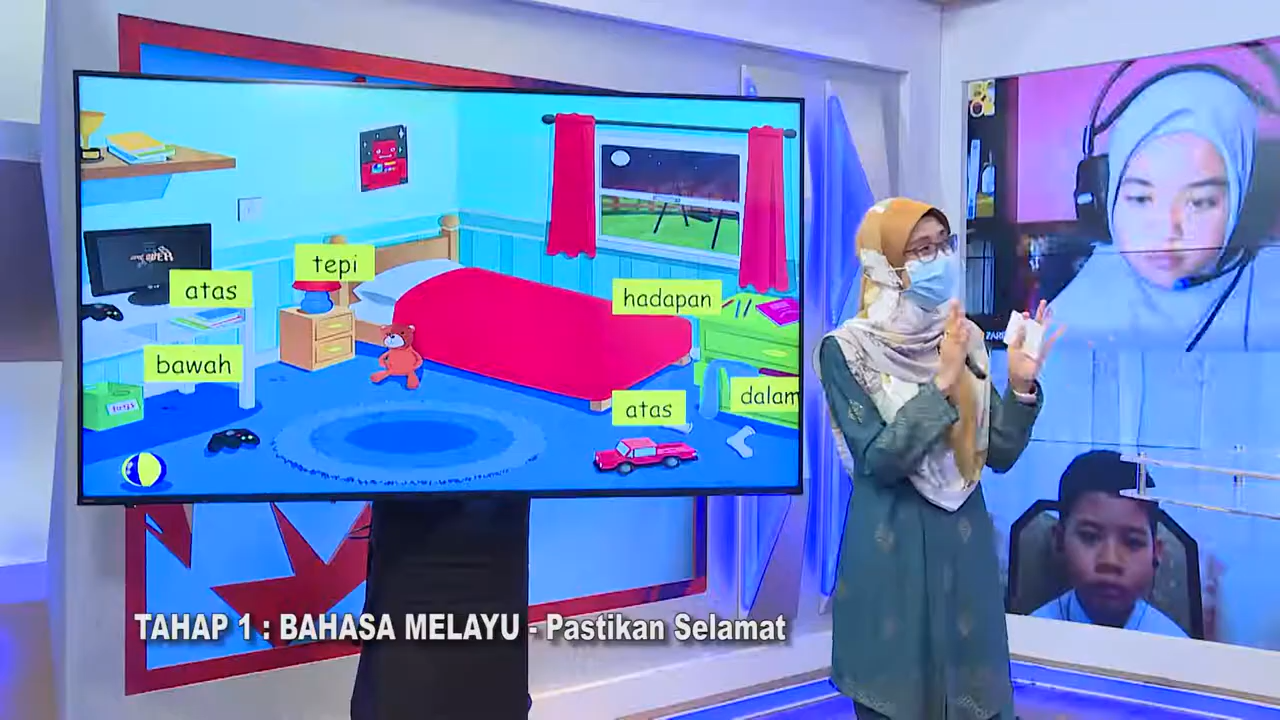 tepi
atas
hadapan
bawah
atas
dalam
TAHAP 1 : BAHASA MELAYU - Pastikan Selamat